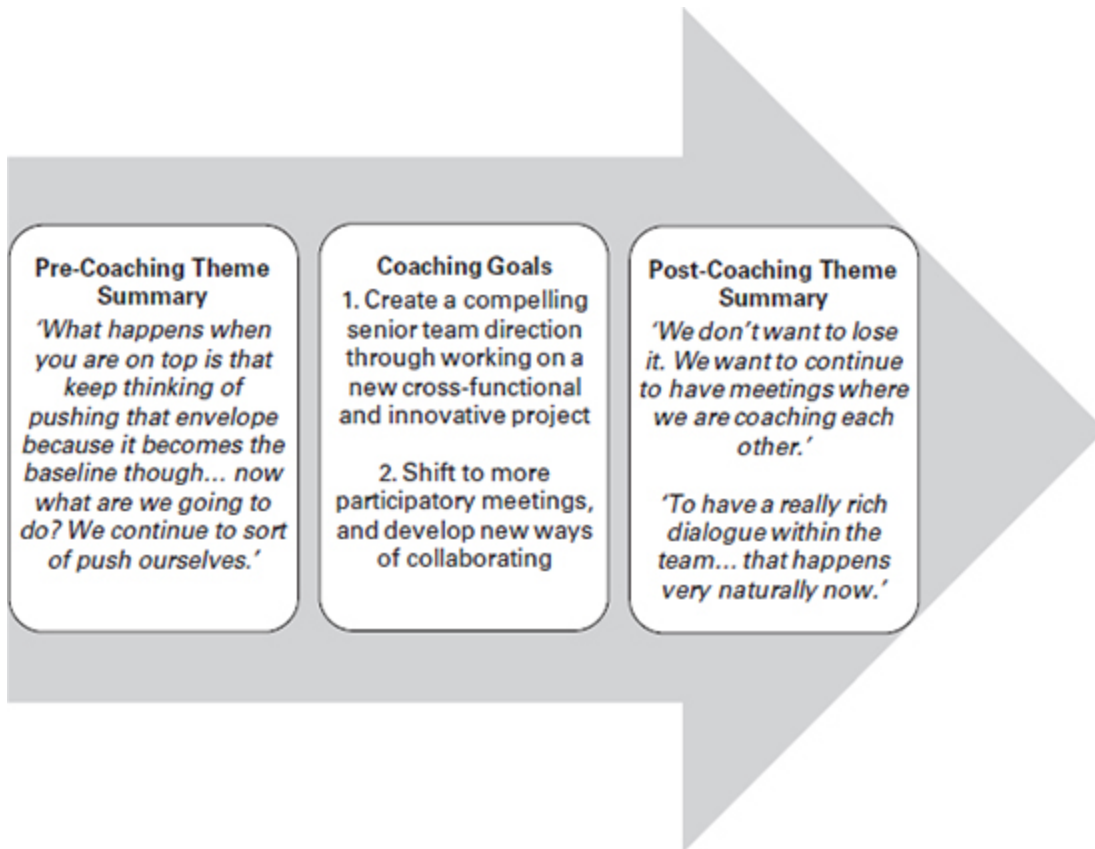 Pre-Coaching Theme
Summary
‘What happens when
you are on top is that
keep thinking of
pushing that envelope
because it becomes the
baseline though... now
what are we going to
do? We continue to sort
of push ourselves.’
Coaching Goals
1. Create a compelling
senior team direction
through working on a
new cross-functional
and innovative project
2. Shift to more
participatory meetings,
and develop new ways
of collaborating
Post-Coaching Theme
Summary
‘We don’t want to lose
it. We want to continue
to have meetings where
we are coaching each
other.’
‘To have a really rich
dialogue within the
team... that happens
very naturally now.’